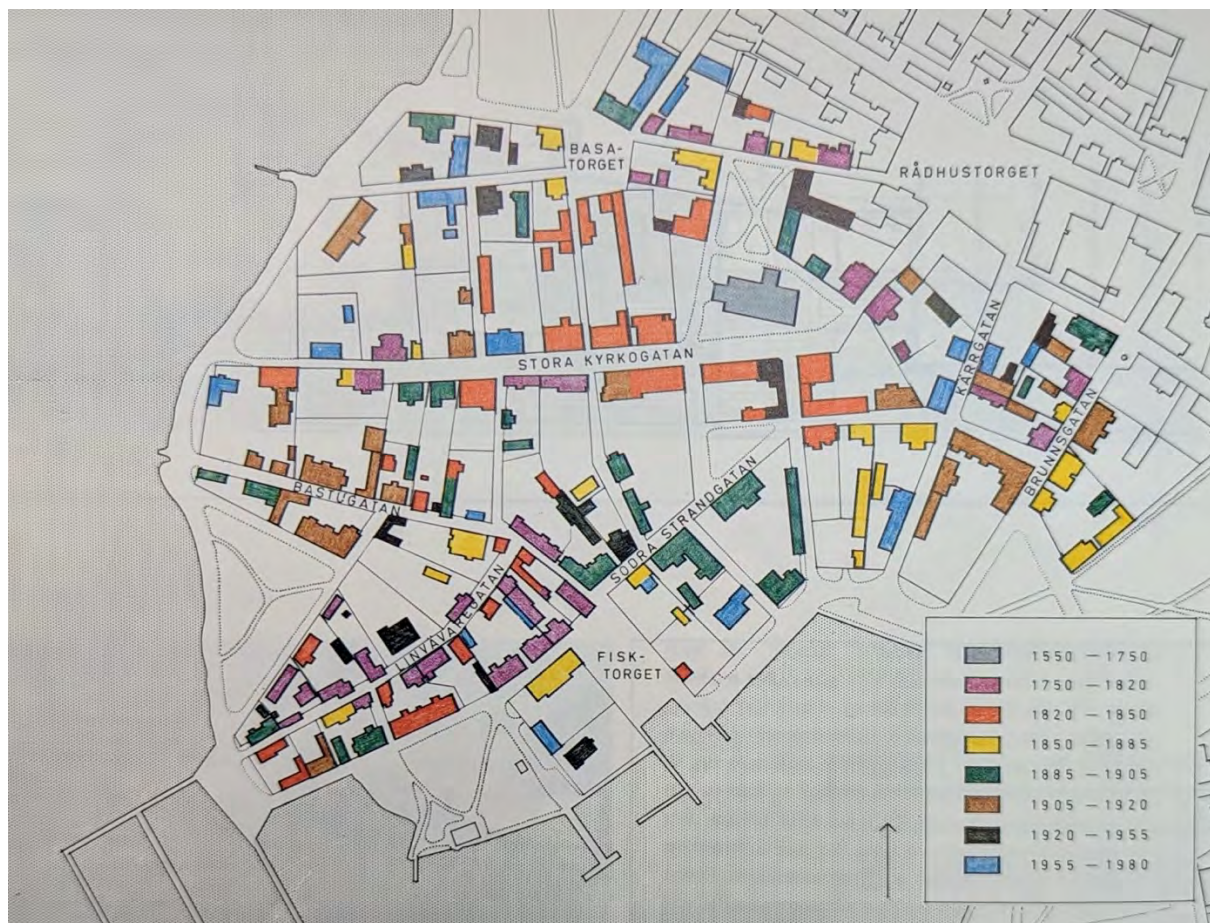 BASA-
TORGET
RÅDHUSTORGET
STORA KYRKOGATAN
KARRGATAN
BRUNNSGATAN
BASTUGATAN
SÖDRA STRANDGATAN
LINVÄVAREGATAN
FISK-
TORGET
1550 — 1750
1750 — 1820
1820 — 1850
1850 — 1885
1885 — 1905
1905 — 1920
1920 — 1955
1955 — 1980